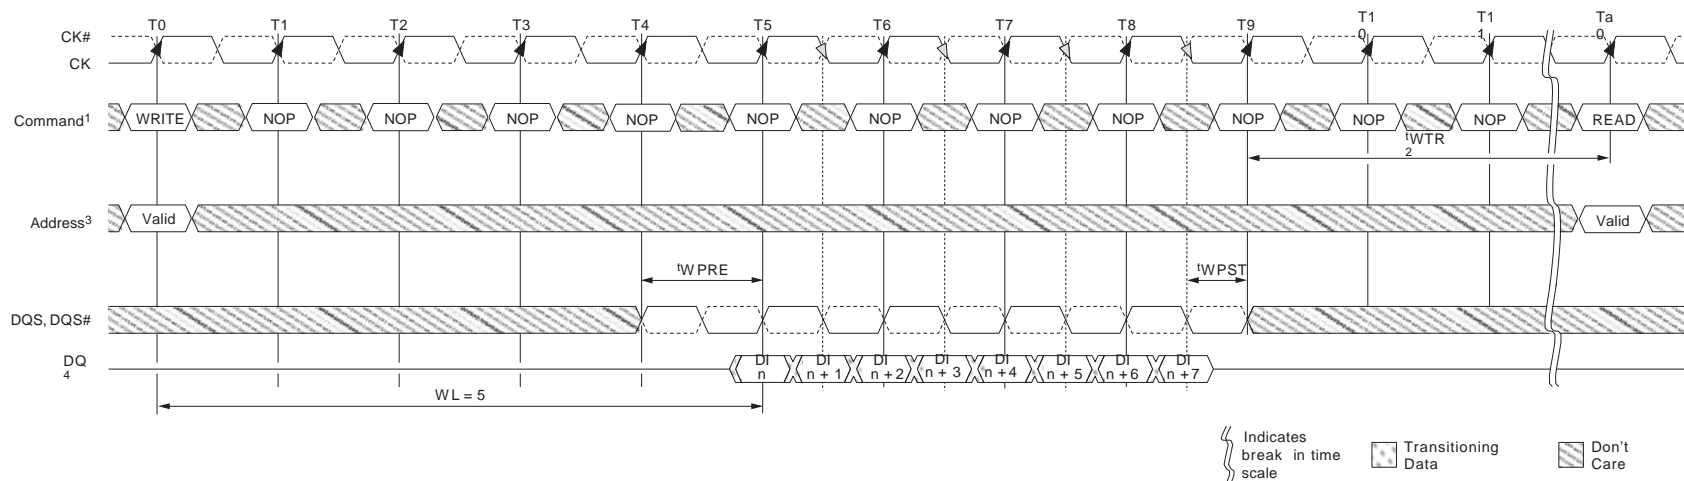 T0 T1 T2 T3 T4 T5 T6 T7 T8 T9 T1 T1 Ta
0 1 0
CK#
CK
Command1 WRITE NOP NOP NOP NOP NOP NOP NOP NOP NOP NOP NOP READ
tWTR
2
Address3 Valid Valid
tWPRE tWPST
DQS, DQS#
DQ
4
DI DI DI DI DI DI DI DI
n n + 1 n + 2 n + 3 n + 4 n + 5 n + 6 n + 7
WL = 5
Indicates
break in time
scale
Transitioning
Data
Don't
Care